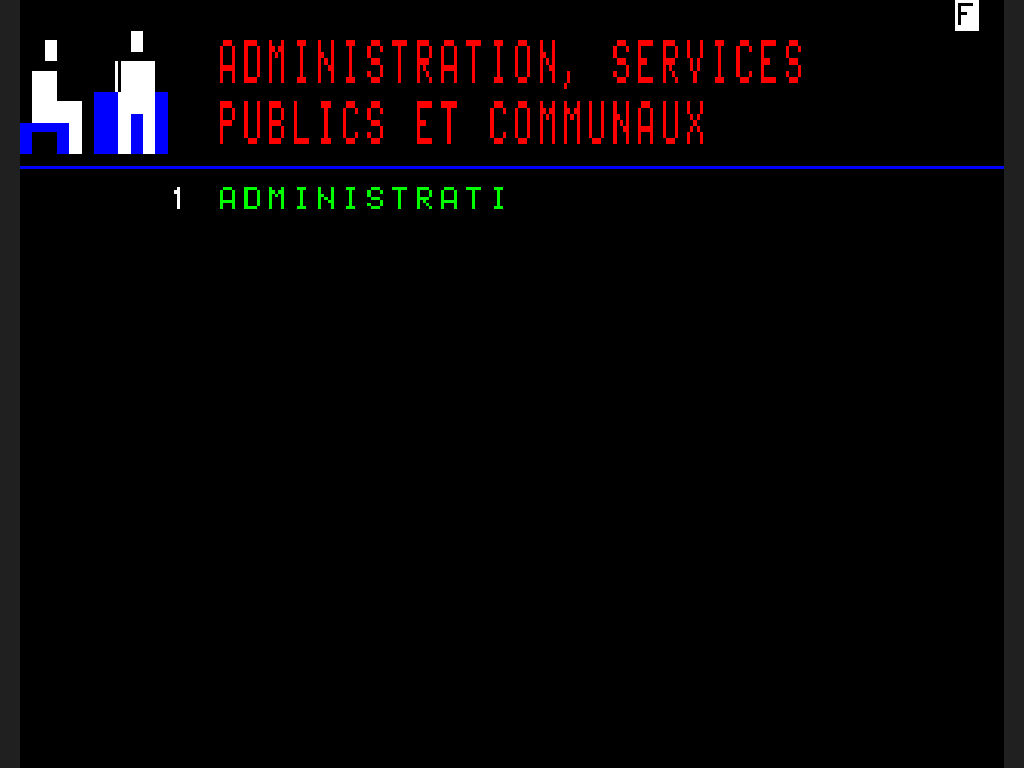 F
ADMINISTRATION, SERVICES
PUBLICS ET COMMUNAUX
1 ADMINISTRATI